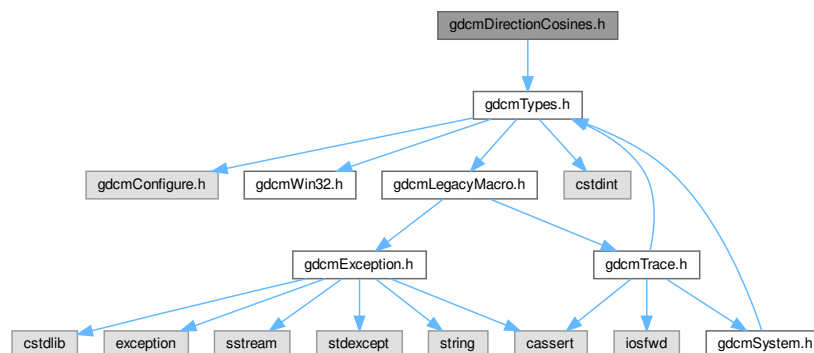 gdcmDirectionCosines.h
gdcmTypes.h
gdcmConfigure.h
gdcmWin32.h
gdcmLegacyMacro.h
cstdint
gdcmException.h
gdcmTrace.h
cstdlib
exception
sstream
stdexcept
string
cassert
iosfwd
gdcmSystem.h